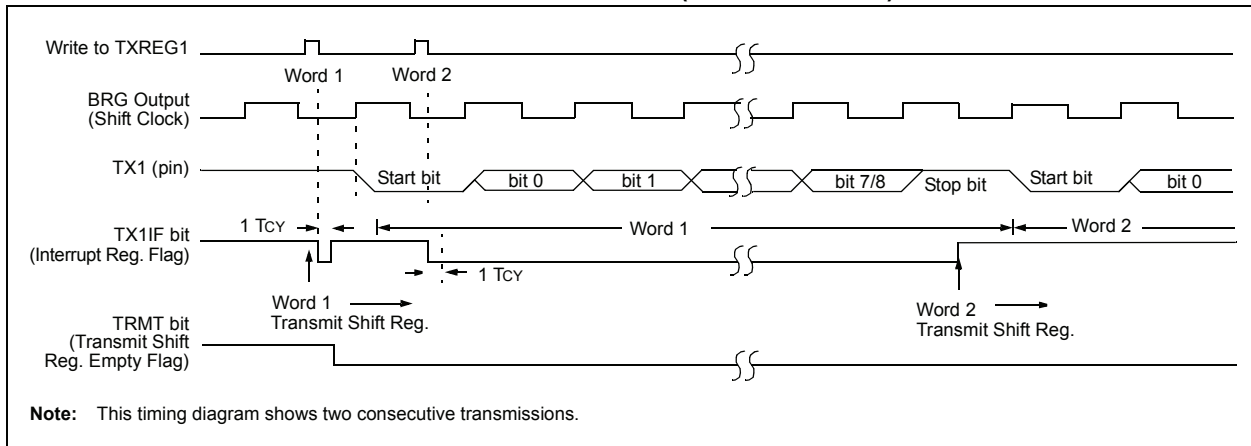 Write to TXREG1
Word 1
Word 2
BRG Output
(Shift Clock)
TX1 (pin)
Start bit
bit 0
bit 1
bit 7/8
Stop bit
Start bit
bit 0
1 TCY
TX1IF bit
(Interrupt Reg. Flag)
Word 1
Word 2
1 TCY
Word 1
Transmit Shift Reg.
Word 2
Transmit Shift Reg.
TRMT bit
(Transmit Shift
Reg. Empty Flag)
Note: This timing diagram shows two consecutive transmissions.